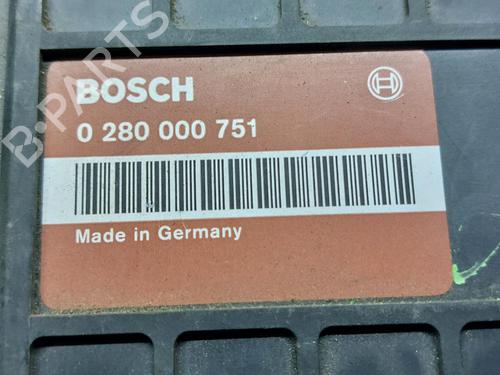 B-PARTS
BOSCH
0 280 000 751
Made in Germany